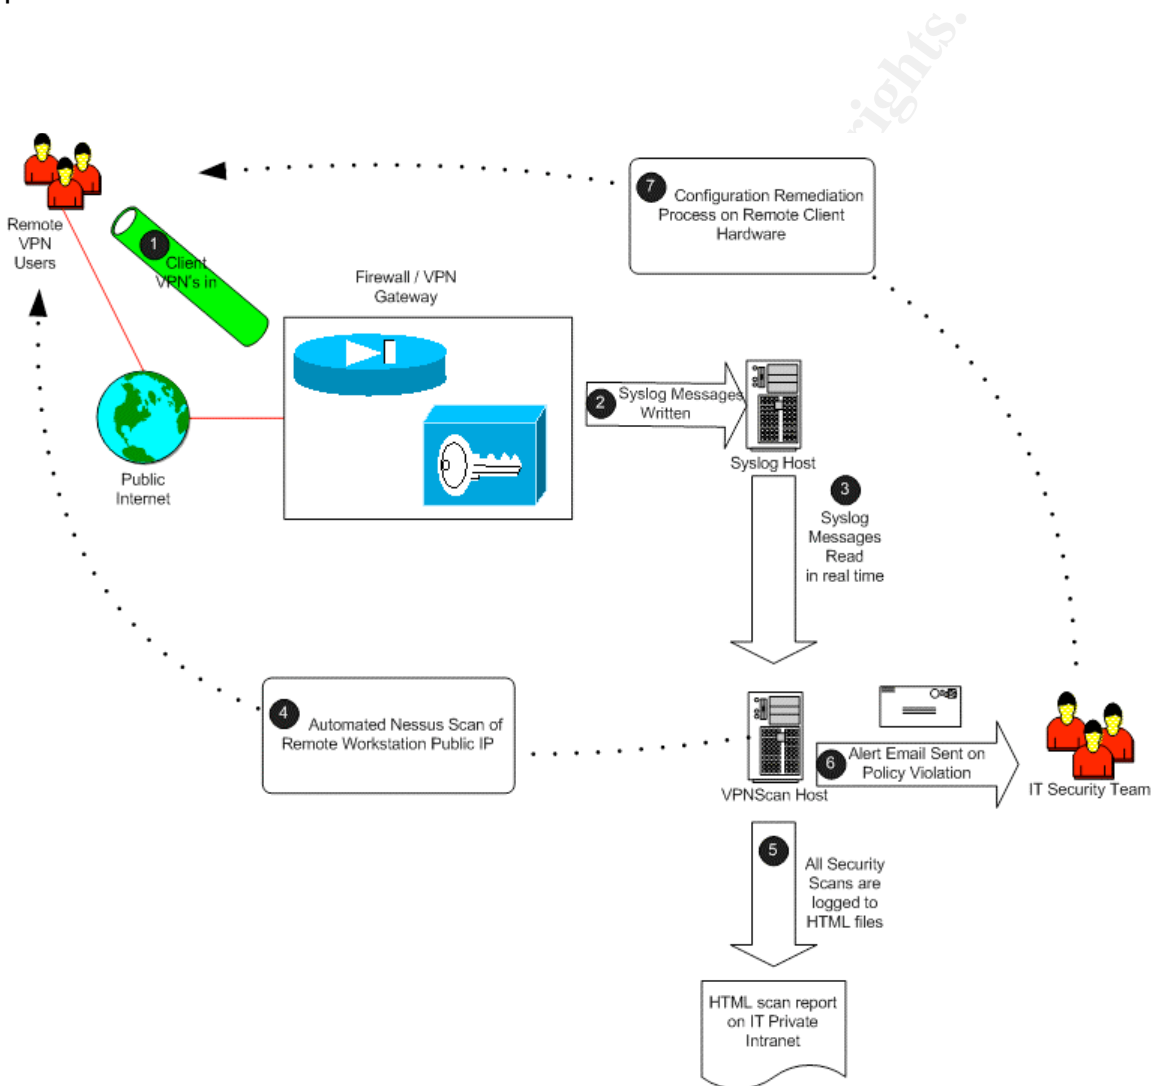 rights.
7 Configuration Remediation
Process on Remote Client
Hardware
Remote
VPN
Users
1
Client
VPN's in
Firewall / VPN
Gateway
2 Syslog Messages
Written
Syslog Host
Public
Internet
3
Syslog
Messages
Read
in real time
4 Automated Nessus Scan of
Remote Workstation Public IP
6 Alert Email Sent on
Policy Violation
VPNScan Host
IT Security Team
5
All Security
Scans are
logged to
HTML files
HTML scan report
on IT Private
Intranet